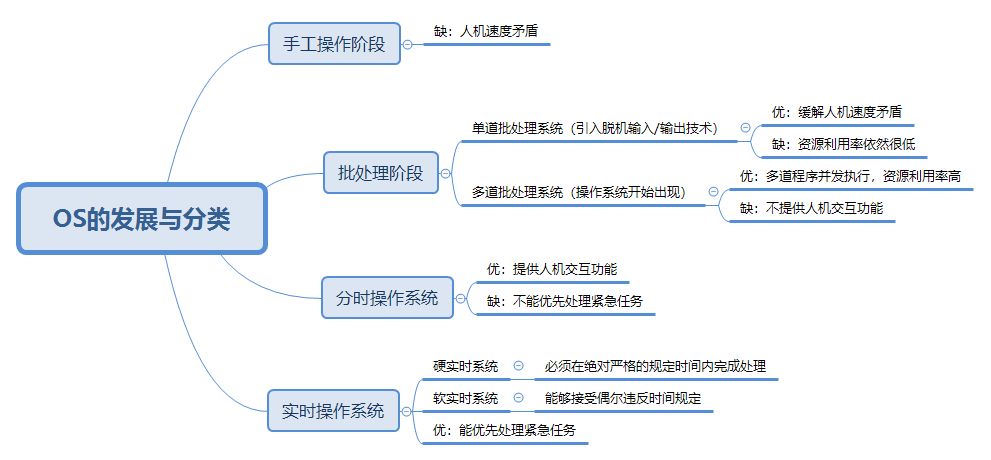 OS的发展与分类
手工操作阶段
缺：人机速度矛盾
批处理阶段
单道批处理系统（引入脱机输入/输出技术）
优：缓解人机速度矛盾
缺：资源利用率依然很低
多道批处理系统（操作系统开始出现）
优：多道程序并发执行，资源利用率高
缺：不提供人机交互功能
分时操作系统
优：提供人机交互功能
缺：不能优先处理紧急任务
实时操作系统
硬实时系统
必须在绝对严格的规定时间内完成处理
软实时系统
能够接受偶尔违反时间规定
优：能优先处理紧急任务